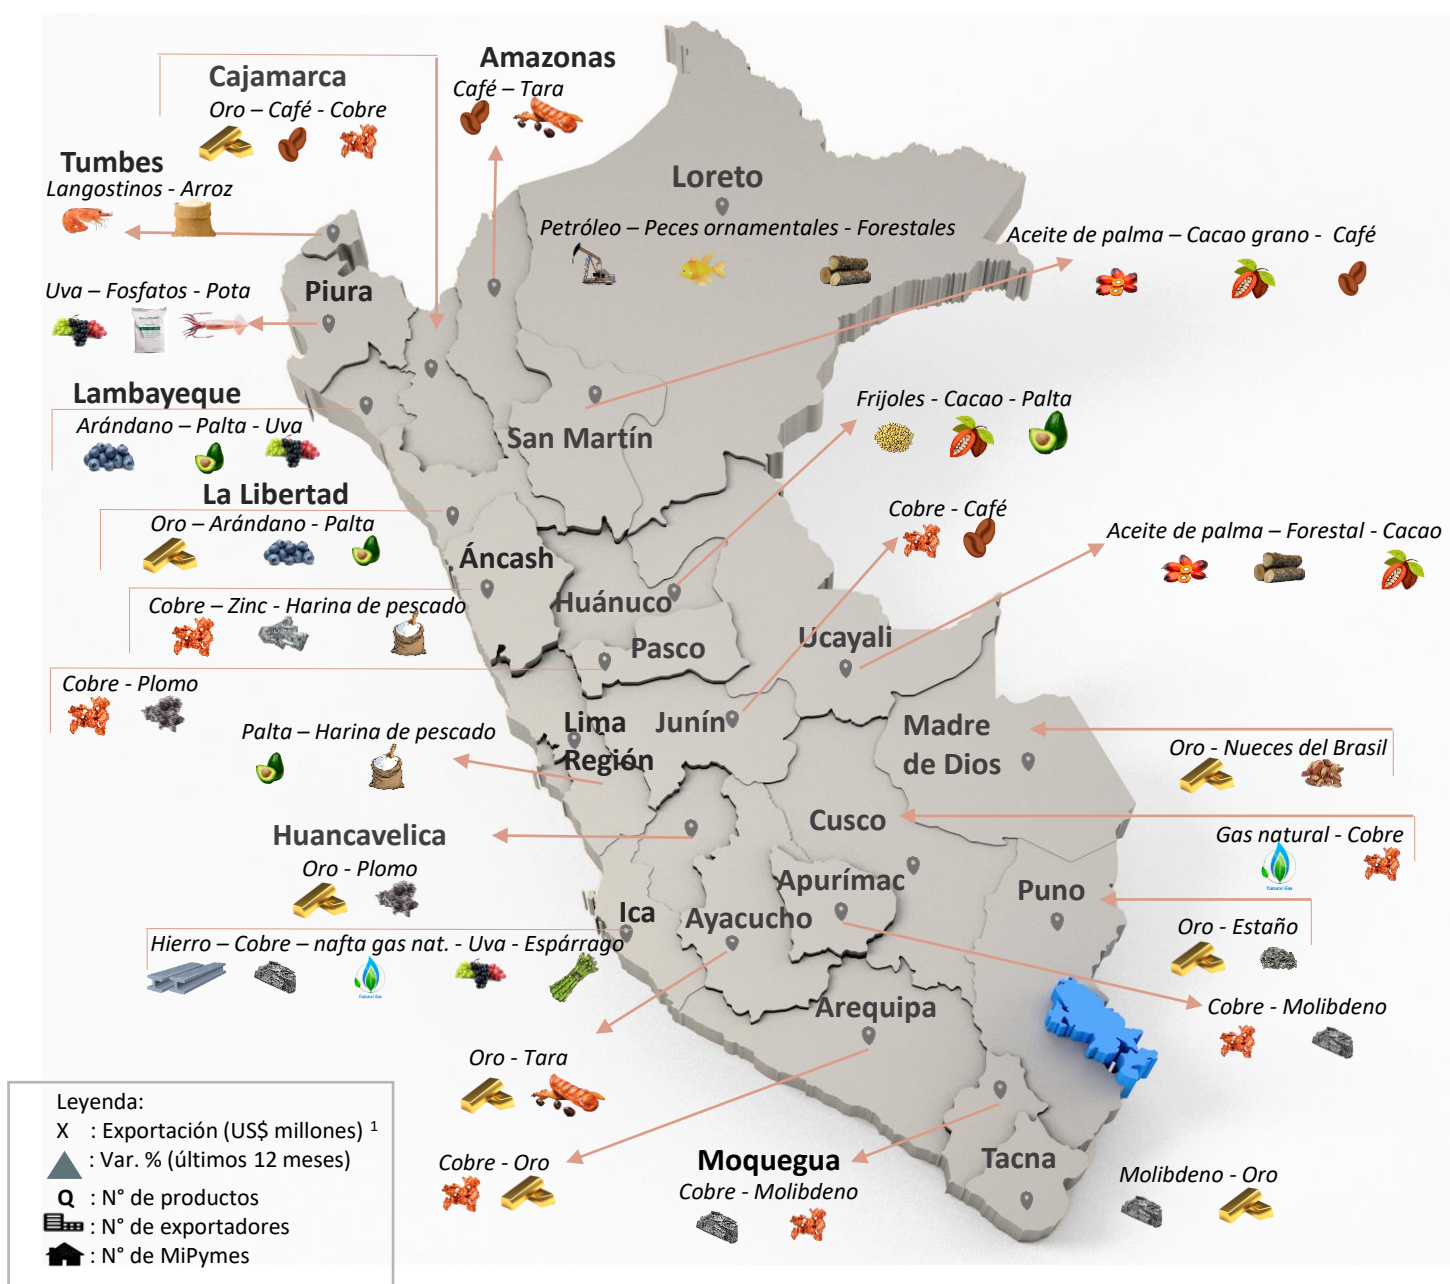 Amazonas
Café – Tara
Cajamarca
Oro – Café - Cobre
Tumbes
Langostinos - Arroz
Loreto
Petróleo – Peces ornamentales - Forestales
Aceite de palma – Cacao grano - Café
Uva – Fosfatos - Pota
Piura
Lambayeque
Arándano – Palta - Uva
San Martín
Frijoles - Cacao - Palta
La Libertad
Oro – Arándano - Palta
Cobre - Café
Aceite de palma – Forestal - Cacao
Áncash
Huánuco
Cobre – Zinc - Harina de pescado
Pasco
Ucayali
Cobre - Plomo
Palta – Harina de pescado
Lima
Región
Junín
Madre
de Dios
Oro - Nueces del Brasil
Cusco
Gas natural - Cobre
Huancavelica
Oro - Plomo
Apurímac
Puno
Ica
Ayacucho
Oro - Estaño
Hierro – Cobre – nafta gas nat. - Uva - Espárrago
Arequipa
Cobre - Molibdeno
Oro - Tara
Cobre - Oro
Moquegua
Cobre - Molibdeno
Tacna
Molibdeno - Oro
Leyenda:
X : Exportación (US$ millones) 1
: Var. % (últimos 12 meses)
Q : N° de productos
: N° de exportadores
: N° de MiPymes